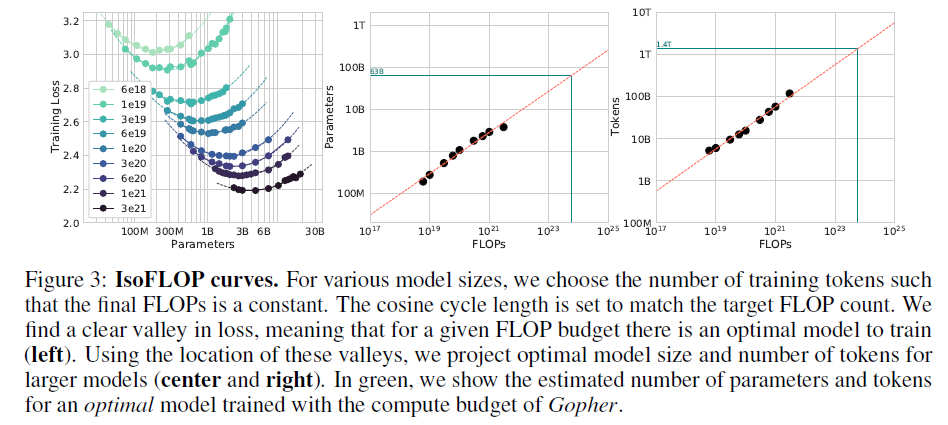 3.2
3.0
2.8
2.6
2.4
2.2
2.0
Training Loss
6e18
1e19
3e19
6e19
1e20
3e20
6e20
1e21
3e21
100M 300M 1B 3B 6B 30B
Parameters
1T
100B
10B
1B
100M
Parameters
63B
10^17 10^19 10^21 10^23 10^25
FLOPs
10T
1T
100B
10B
1B
100M
Tokens
1.4T
10^17 10^19 10^21 10^23 10^25
FLOPs
Figure 3: IsoFLOP curves. For various model sizes, we choose the number of training tokens such
that the final FLOPs is a constant. The cosine cycle length is set to match the target FLOP count. We
find a clear valley in loss, meaning that for a given FLOP budget there is an optimal model to train
(left). Using the location of these valleys, we project optimal model size and number of tokens for
larger models (center and right). In green, we show the estimated number of parameters and tokens
for an optimal model trained with the compute budget of Gopher.